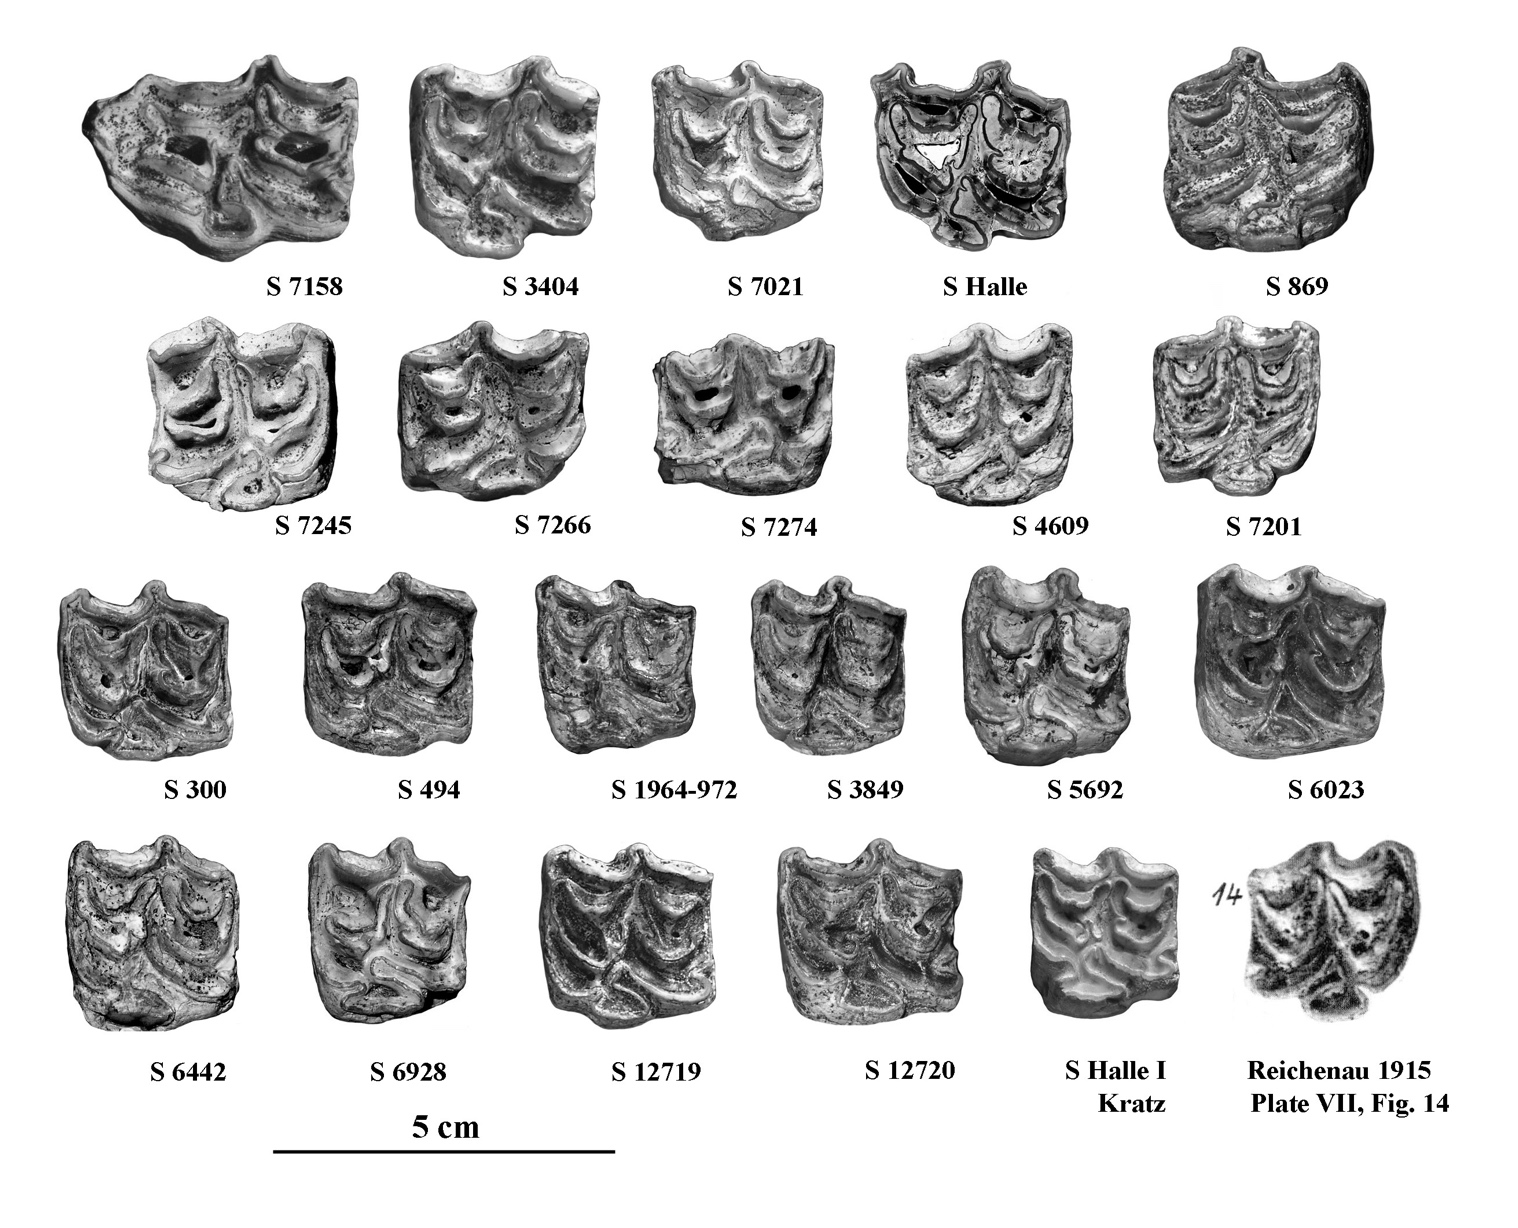 S 7158
S 3404
S 7021
S Halle
S 869
S 7245
S 7266
S 7274
S 4609
S 7201
S 300
S 494
S 1964-972
S 3849
S 5692
S 6023
14
S 6442
S 6928
S 12719
S 12720
S Halle I
Kratz
Reichenau 1915
Plate VII, Fig. 14
5 cm